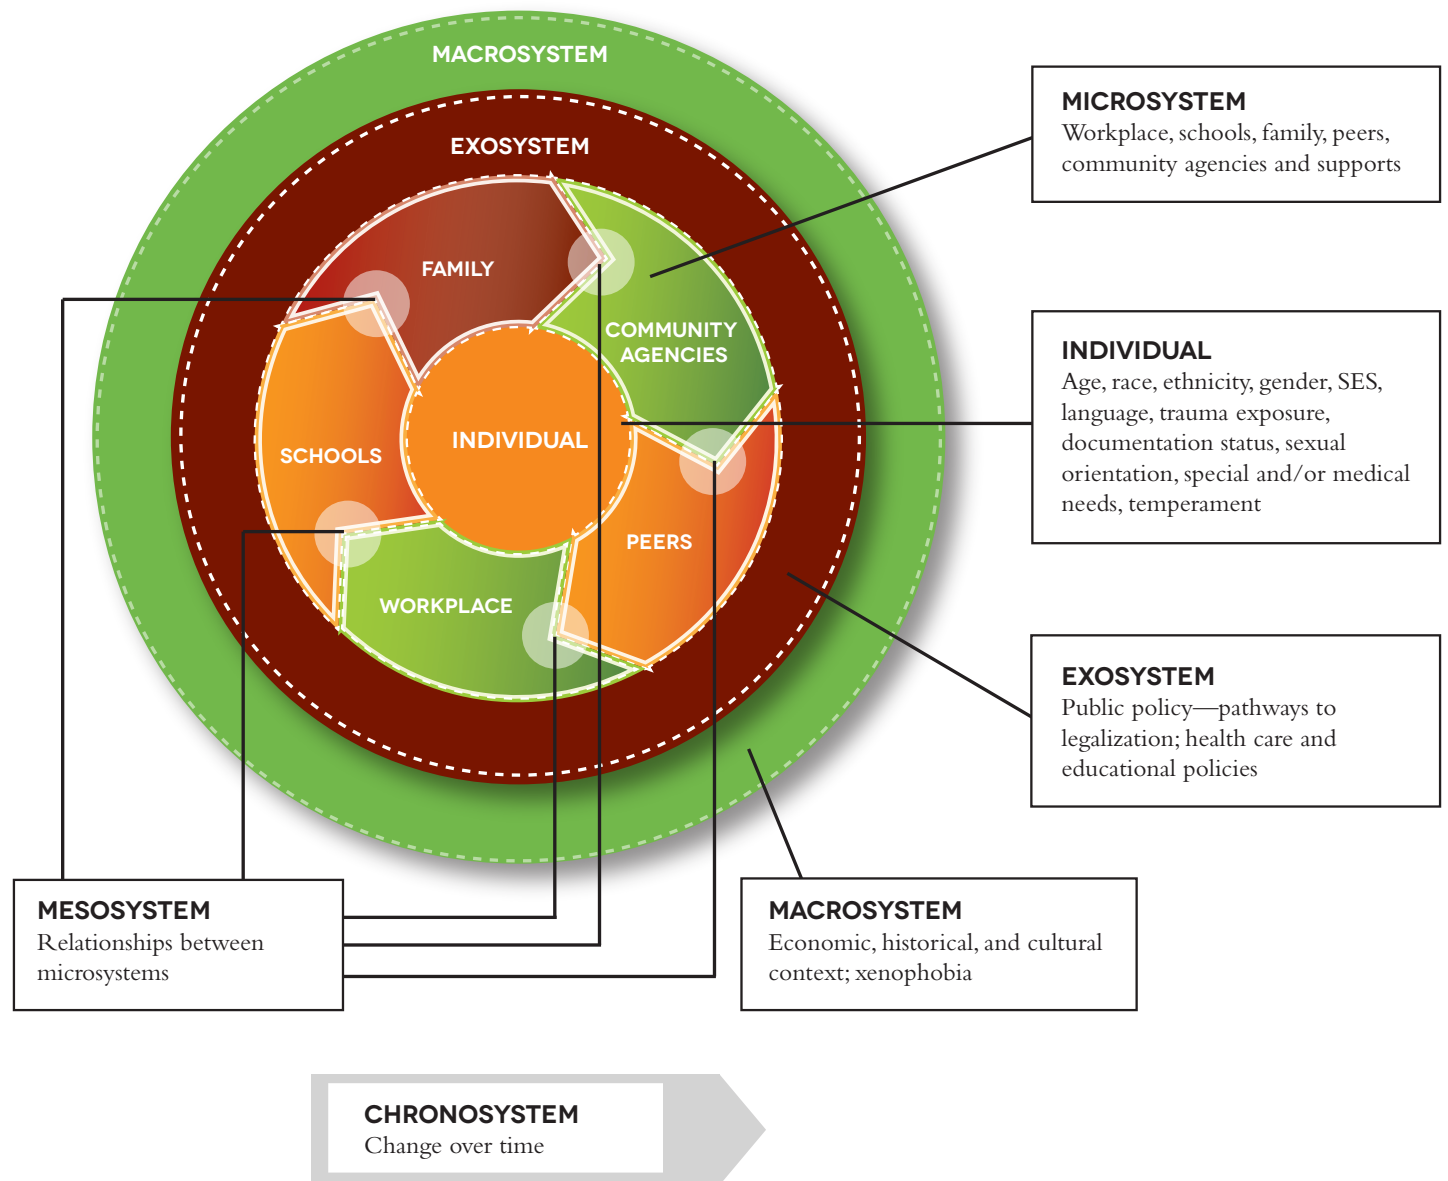 MACROSYSTEM
EXOSYSTEM
FAMILY
COMMUNITY
AGENCIES
SCHOOLS
INDIVIDUAL
PEERS
WORKPLACE
MICROSYSTEM
Workplace, schools, family, peers,
community agencies and supports
INDIVIDUAL
Age, race, ethnicity, gender, SES,
language, trauma exposure,
documentation status, sexual
orientation, special and/or medical
needs, temperament
EXOSYSTEM
Public policy—pathways to
legalization; health care and
educational policies
MESOSYSTEM
Relationships between
microsystems
MACROSYSTEM
Economic, historical, and cultural
context; xenophobia
CHRONOSYSTEM
Change over time